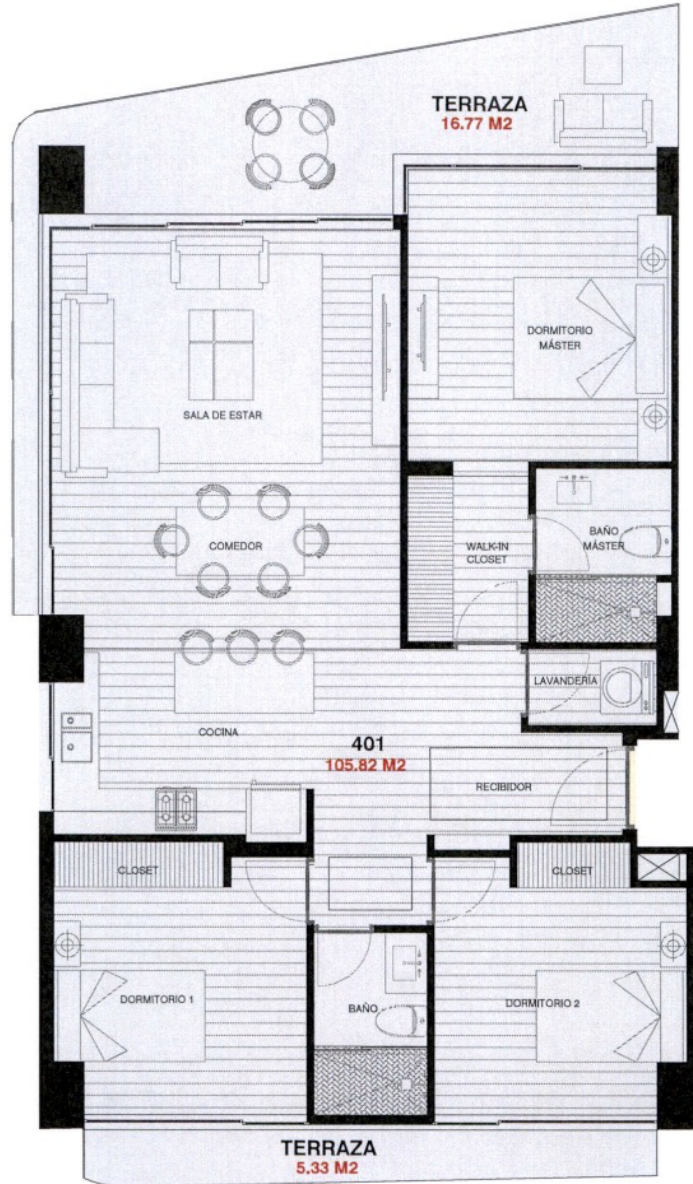 TERRAZA
16.77 M2
DORMITORIO
MÁSTER
SALA DE ESTAR
COMEDOR
WALK-IN
CLOSET
BAÑO
MÁSTER
LAVANDERÍA
COCINA
401
105.82 M2
RECIBIDOR
CLOSET
CLOSET
DORMITORIO 1
BAÑO
DORMITORIO 2
TERRAZA
5.33 M2